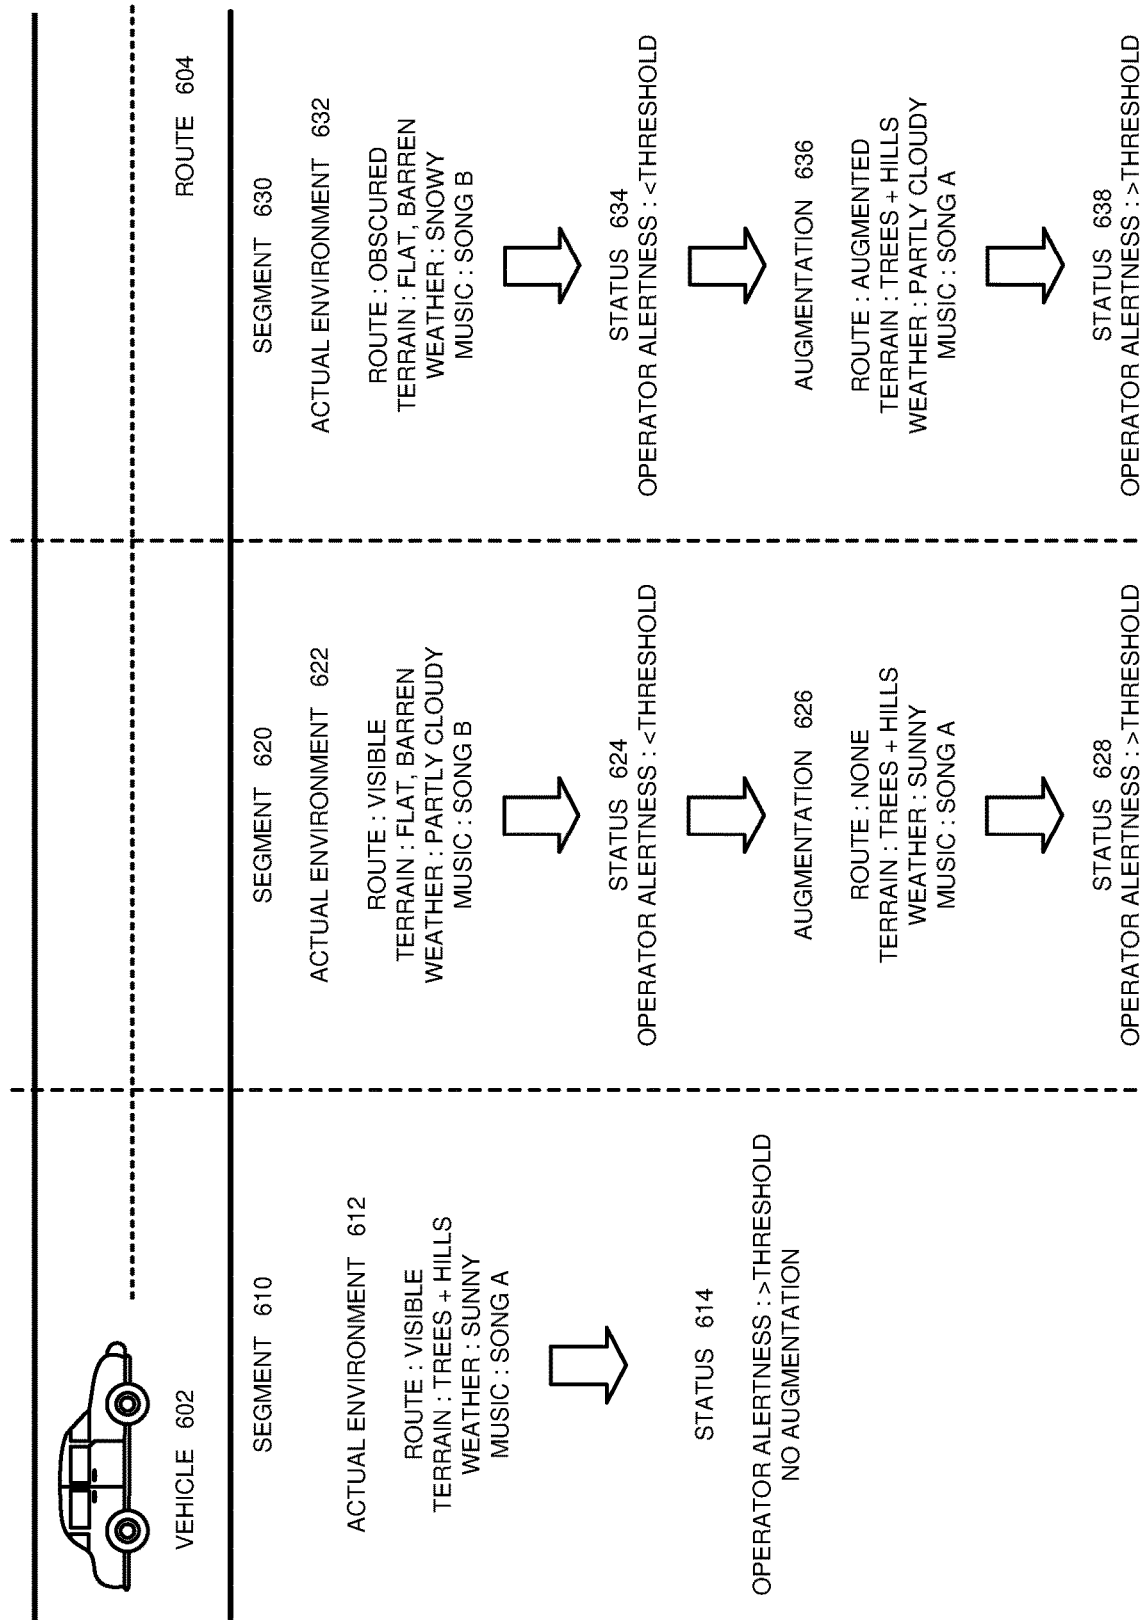 VEHICLE 602
ROUTE 604
SEGMENT 610
ACTUAL ENVIRONMENT 612
ROUTE : VISIBLE
TERRAIN : TREES + HILLS
WEATHER : SUNNY
MUSIC : SONG A
STATUS 614
OPERATOR ALERTNESS : >THRESHOLD
NO AUGMENTATION
SEGMENT 620
ACTUAL ENVIRONMENT 622
ROUTE : VISIBLE
TERRAIN : FLAT, BARREN
WEATHER : PARTLY CLOUDY
MUSIC : SONG B
STATUS 624
OPERATOR ALERTNESS : <THRESHOLD
AUGMENTATION 626
ROUTE : NONE
TERRAIN : TREES + HILLS
WEATHER : SUNNY
MUSIC : SONG A
STATUS 628
OPERATOR ALERTNESS : >THRESHOLD
SEGMENT 630
ACTUAL ENVIRONMENT 632
ROUTE : OBSCURED
TERRAIN : FLAT, BARREN
WEATHER : SNOWY
MUSIC : SONG B
STATUS 634
OPERATOR ALERTNESS : <THRESHOLD
AUGMENTATION 636
ROUTE : AUGMENTED
TERRAIN : TREES + HILLS
WEATHER : PARTLY CLOUDY
MUSIC : SONG A
STATUS 638
OPERATOR ALERTNESS : >THRESHOLD